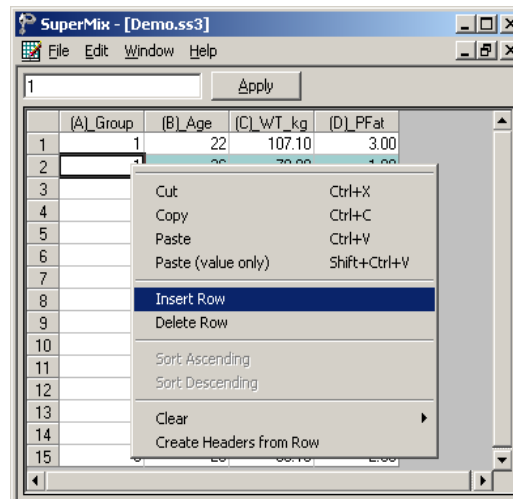 SuperMix - [Demo.ss3]
File Edit Window Help
1 Apply
(A)_Group (B)_Age (C)_WT_kg (D)_PFat
1 1 22 107.10 3.00
2
3 Cut Ctrl+X
4 Copy Ctrl+C
5 Paste Ctrl+V
6 Paste (value only) Shift+Ctrl+V
7
8 Insert Row
9 Delete Row
10
11 Sort Ascending
12 Sort Descending
13 Clear
14 Create Headers from Row
15